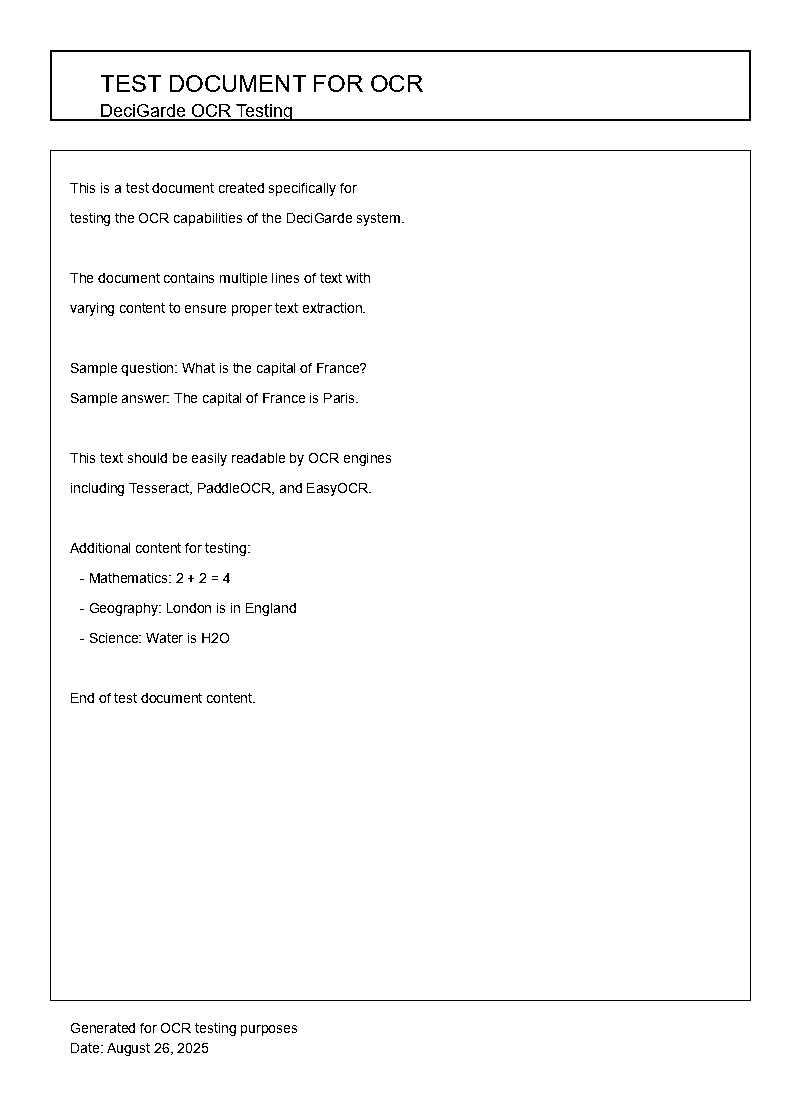 TEST DOCUMENT FOR OCR
DeciGarde OCR Testing
This is a test document created specifically for
testing the OCR capabilities of the DeciGarde system.
The document contains multiple lines of text with
varying content to ensure proper text extraction.
Sample question: What is the capital of France?
Sample answer: The capital of France is Paris.
This text should be easily readable by OCR engines
including Tesseract, PaddleOCR, and EasyOCR.
Additional content for testing:
- Mathematics: 2 + 2 = 4
- Geography: London is in England
- Science: Water is H2O
End of test document content.
Generated for OCR testing purposes
Date: August 26, 2025